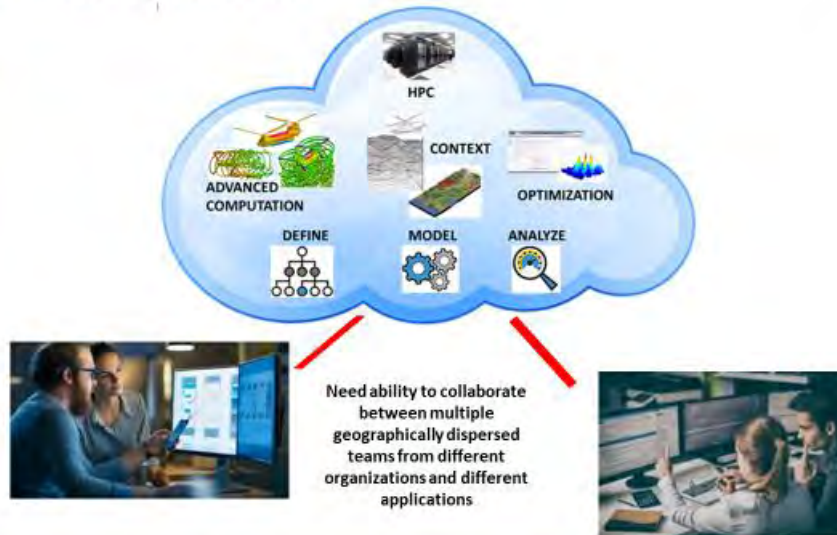 HPC
CONTEXT
ADVANCED
COMPUTATION
OPTIMIZATION
DEFINE
MODEL
ANALYZE
Need ability to collaborate
between multiple
geographically dispersed
teams from different
organizations and different
applications